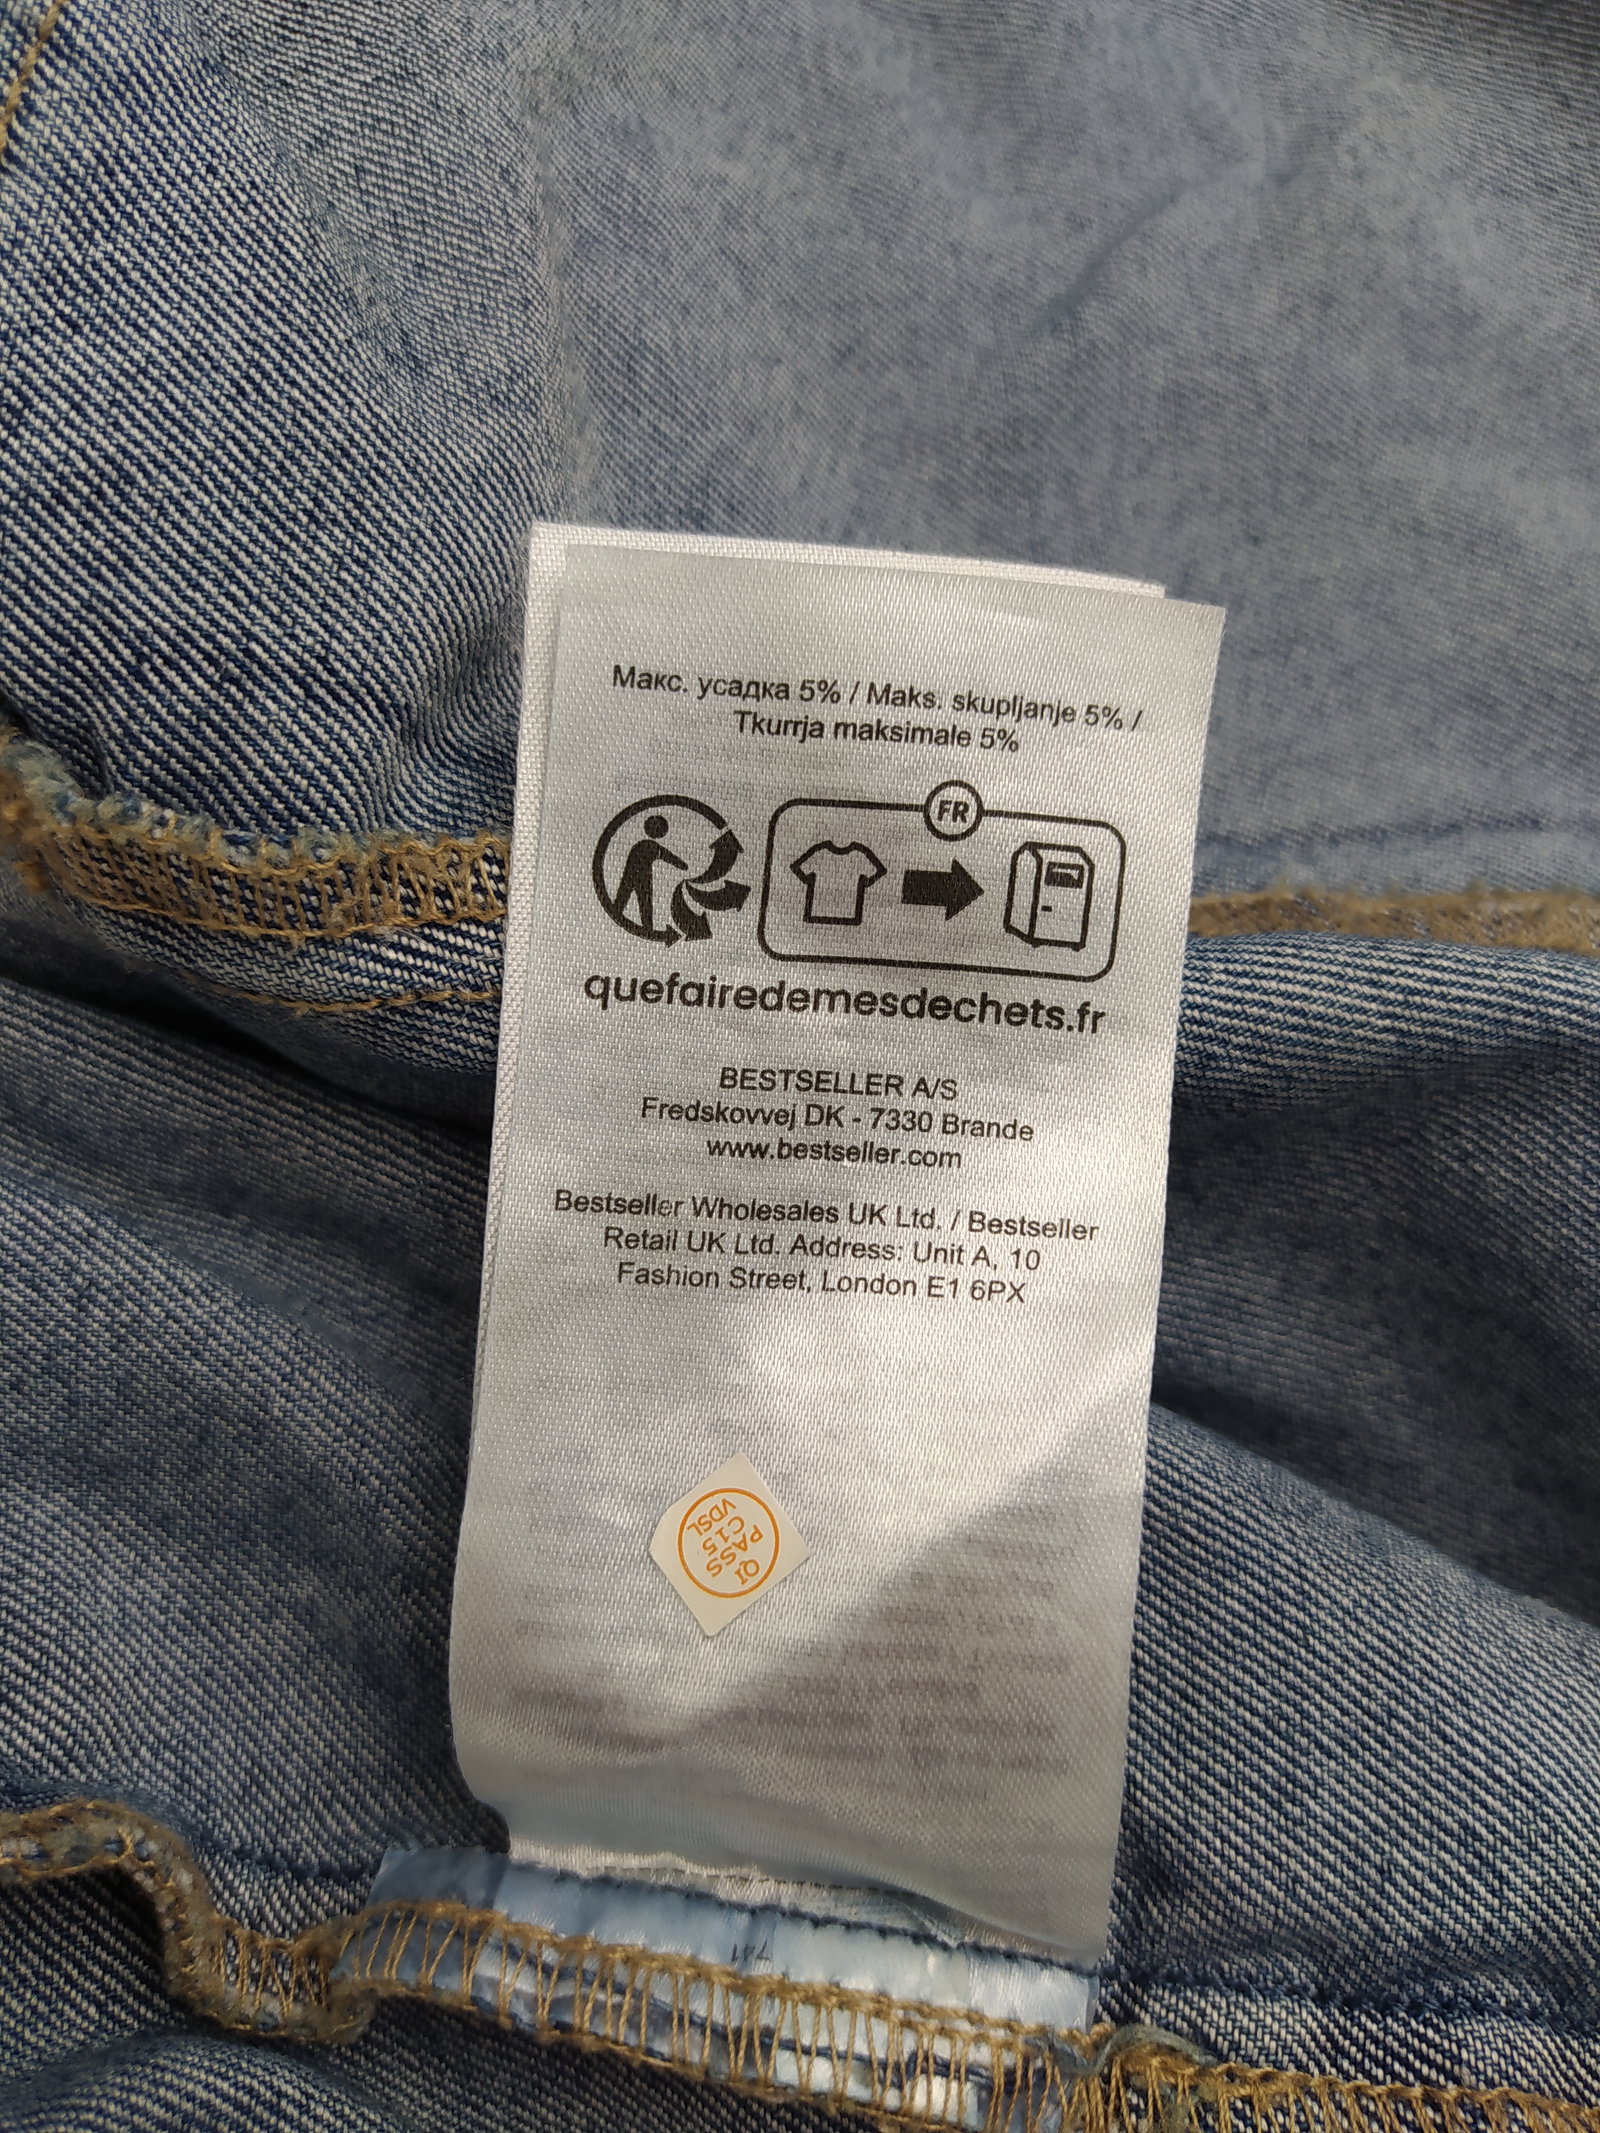 Макс. усадка 5% / Maks. skupljanje 5% /
Tkurrja maksimale 5%
FR
quefairedemesdechets.fr
BESTSELLER A/S
Fredskovvej DK - 7330 Brande
www.bestseller.com
Bestseller Wholesales UK Ltd. / Bestseller
Retail UK Ltd. Address: Unit A, 10
Fashion Street, London E1 6PX
QI
PASS
C15
VDSL